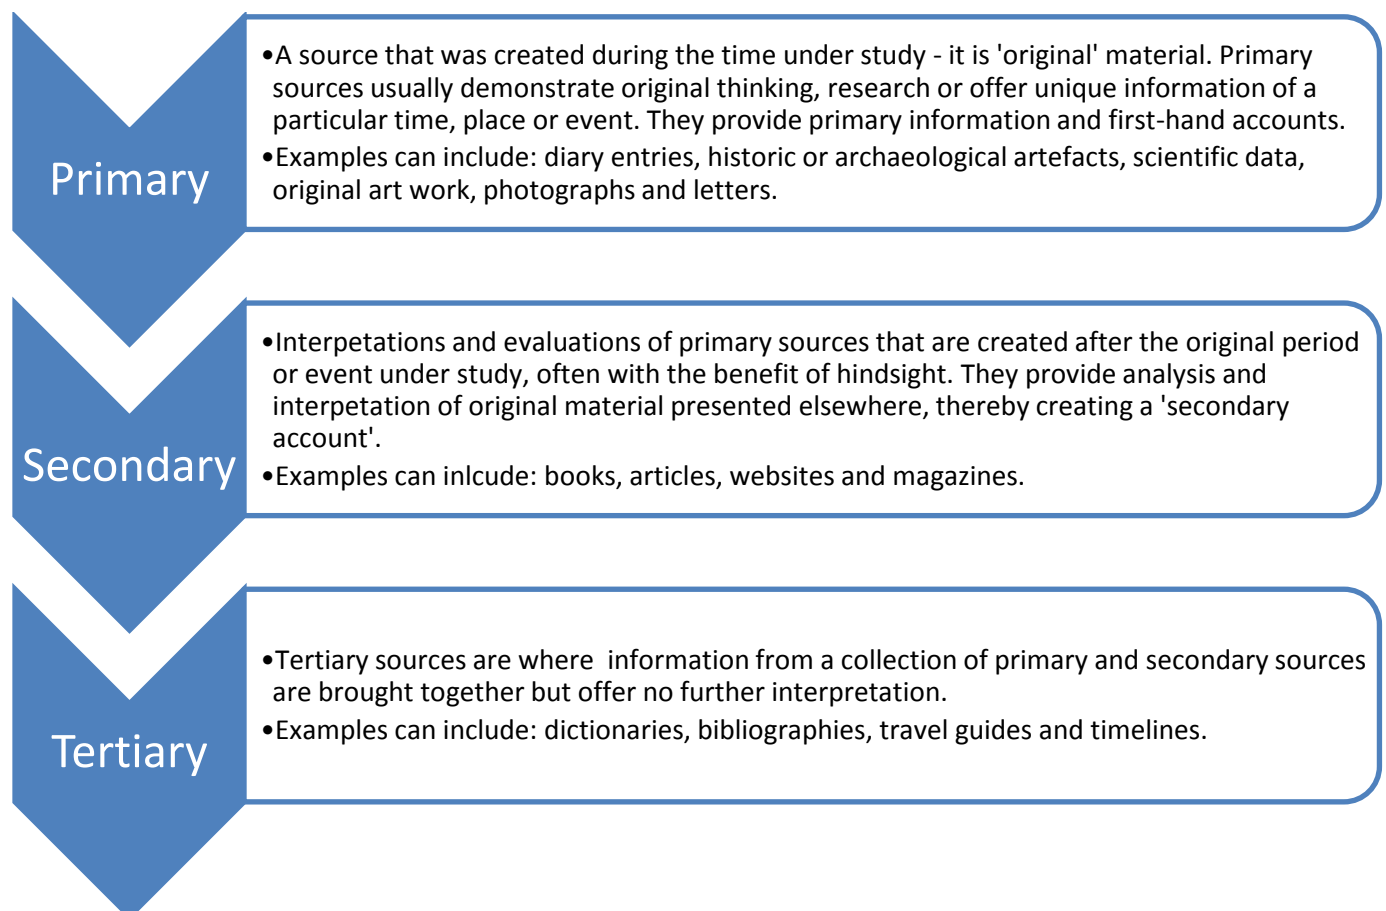 Primary
•A source that was created during the time under study - it is 'original' material. Primary
sources usually demonstrate original thinking, research or offer unique information of a
particular time, place or event. They provide primary information and first-hand accounts.
•Examples can include: diary entries, historic or archaeological artefacts, scientific data,
original art work, photographs and letters.
Secondary
•Interpetations and evaluations of primary sources that are created after the original period
or event under study, often with the benefit of hindsight. They provide analysis and
interpetation of original material presented elsewhere, thereby creating a 'secondary
account'.
•Examples can inlcude: books, articles, websites and magazines.
Tertiary
•Tertiary sources are where  information from a collection of primary and secondary sources
are brought together but offer no further interpretation.
•Examples can include: dictionaries, bibliographies, travel guides and timelines.